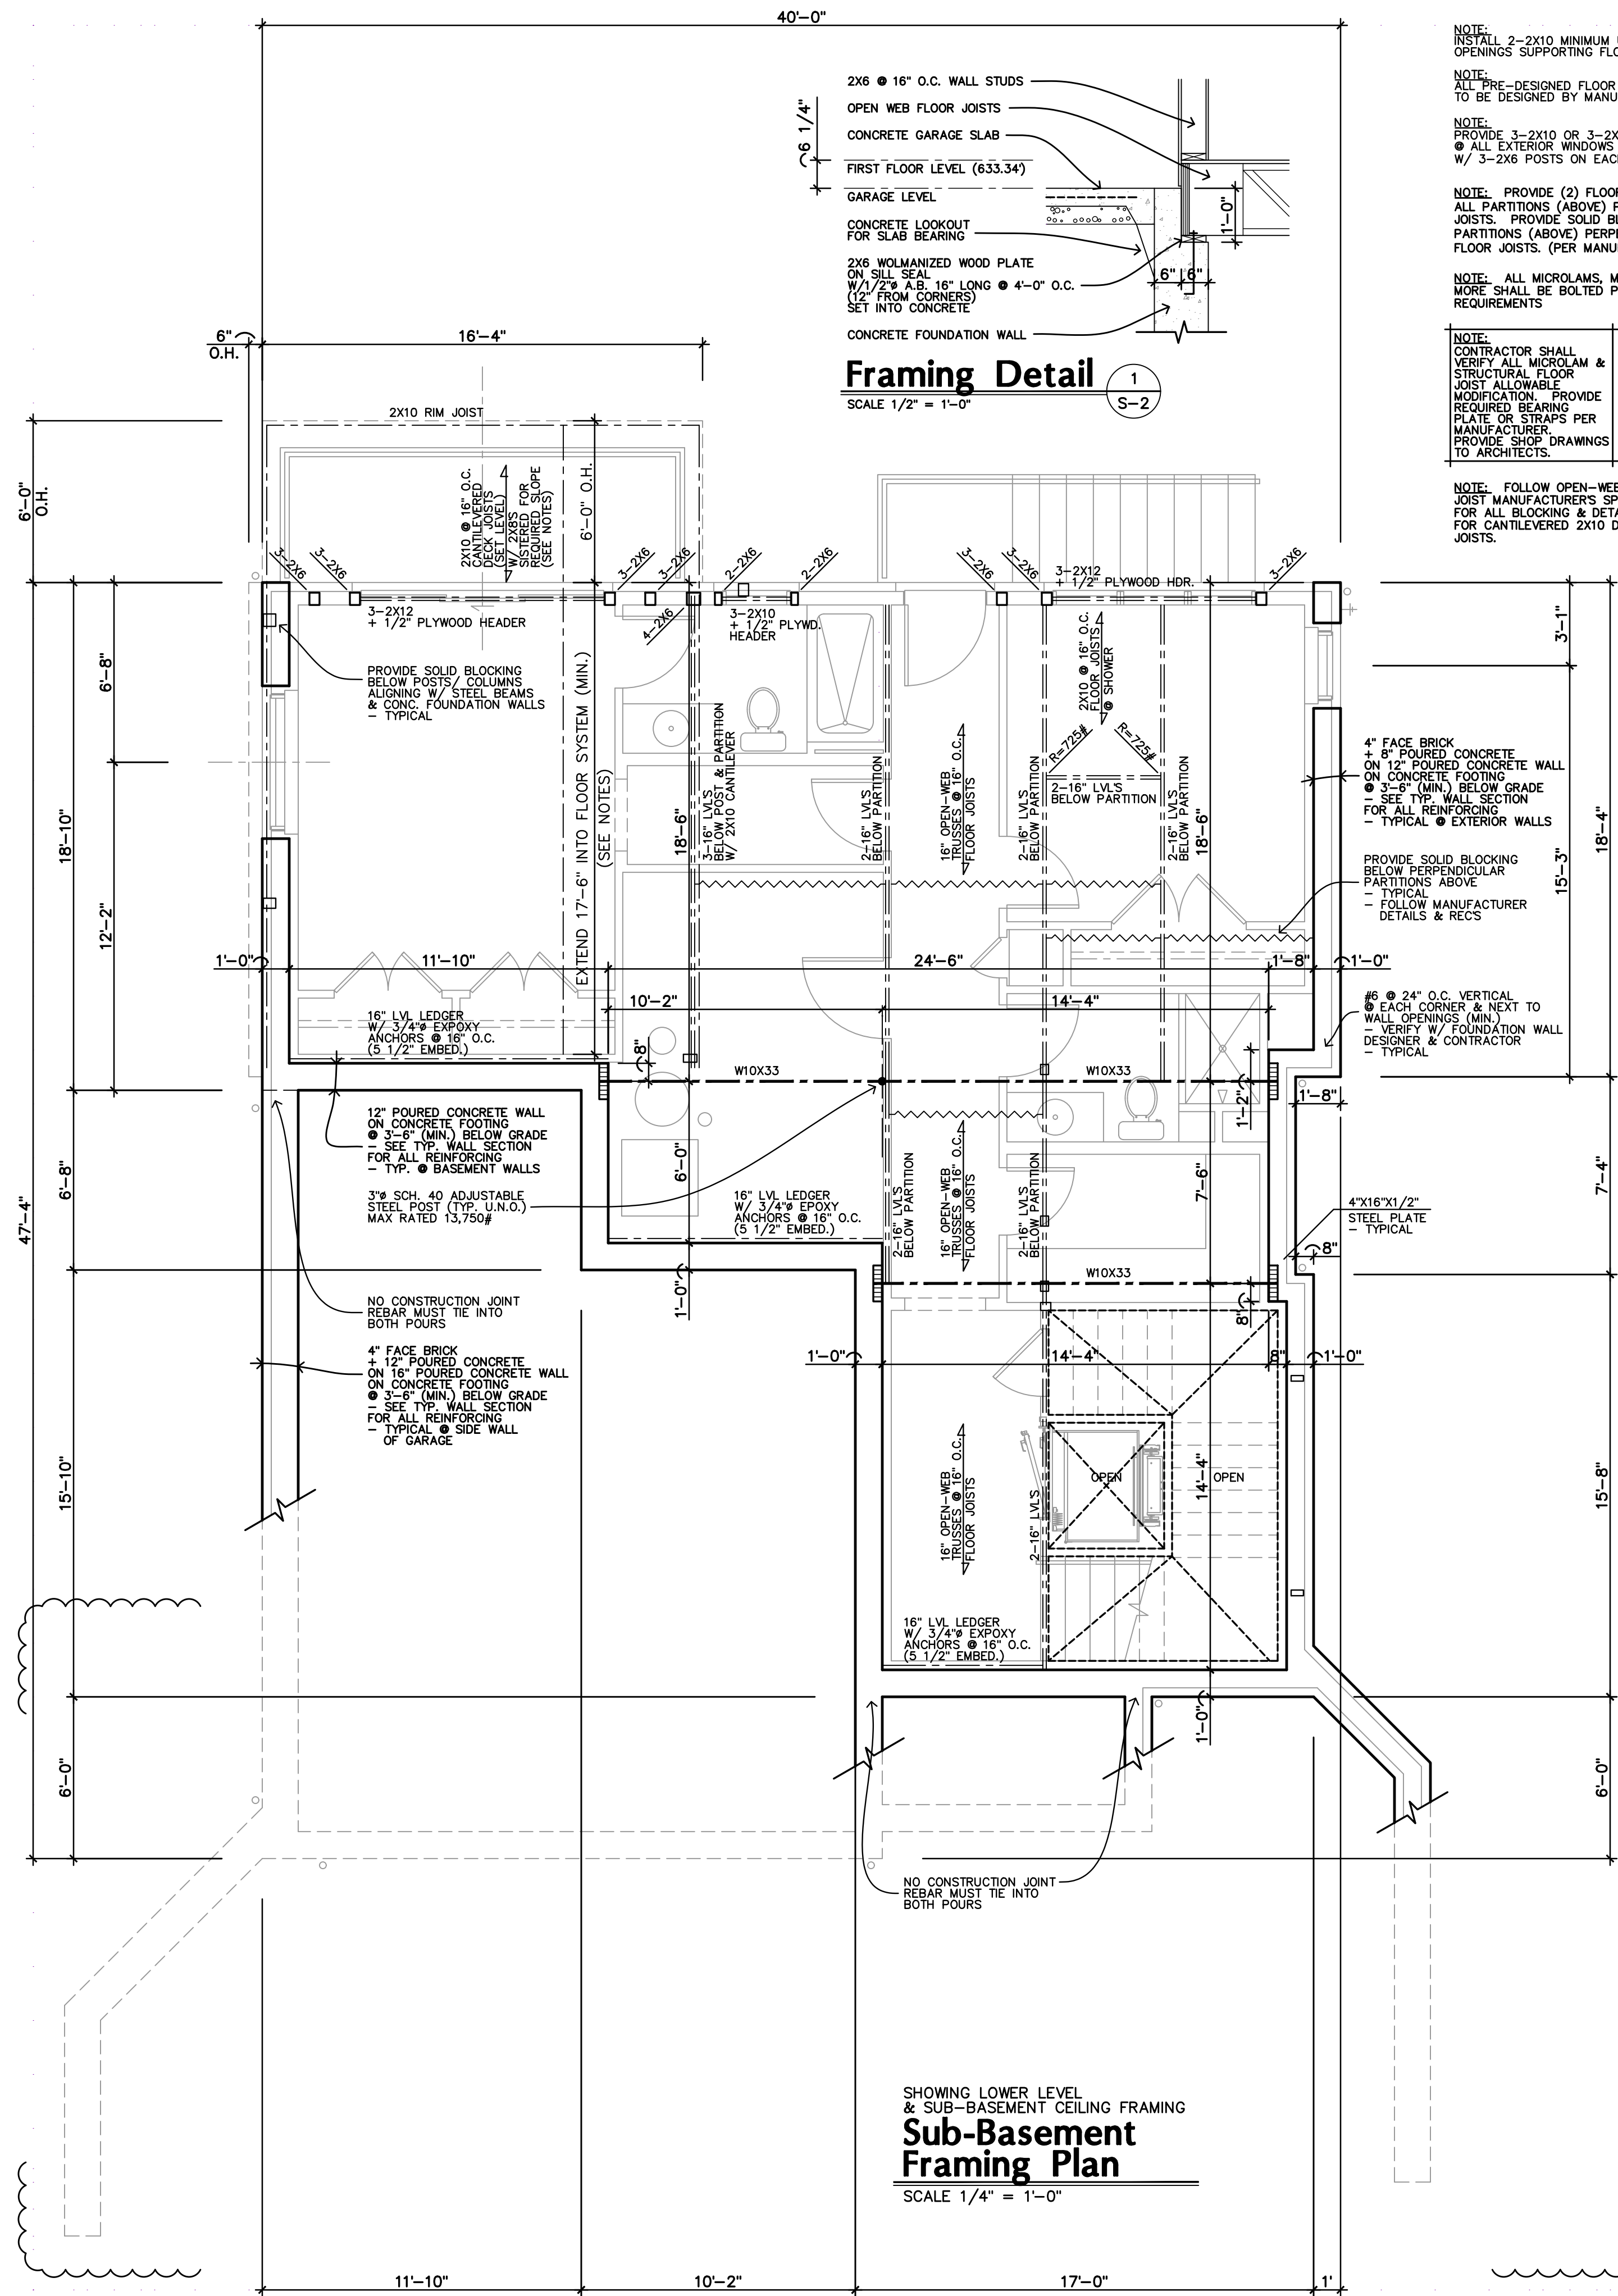 40'-0"
2X6 @ 16" O.C. WALL STUDS
OPEN WEB FLOOR JOISTS
CONCRETE GARAGE SLAB
6 1/4"
FIRST FLOOR LEVEL (633.34')
GARAGE LEVEL
CONCRETE LOOKOUT
FOR SLAB BEARING
2X6 WOLMANIZED WOOD PLATE
ON SILL SEAL
W/1/2"ø A.B. 16" LONG @ 4'-0" O.C.
(12" FROM CORNERS)
SET INTO CONCRETE
CONCRETE FOUNDATION WALL
1'-0"
6" 6"
Framing Detail
1
S-2
SCALE 1/2" = 1'-0"
NOTE:
INSTALL 2-2X10 MINIMUM
OPENINGS SUPPORTING
NOTE:
ALL PRE-DESIGNED FLOOR
TO BE DESIGNED BY
NOTE:
PROVIDE 3-2X10 OR
@ ALL EXTERIOR WINDOWS
W/ 3-2X6 POSTS ON
NOTE: PROVIDE (2)
ALL PARTITIONS (ABOVE)
JOISTS. PROVIDE SOLID
PARTITIONS (ABOVE)
FLOOR JOISTS. (PER
NOTE: ALL MICROLAMS,
MORE SHALL BE BOLTED
REQUIREMENTS
NOTE:
CONTRACTOR SHALL
VERIFY ALL MICROLAM &
STRUCTURAL FLOOR
JOIST ALLOWABLE
MODIFICATION. PROVIDE
REQUIRED BEARING
PLATE OR STRAPS PER
MANUFACTURER.
PROVIDE SHOP DRAWINGS
TO ARCHITECTS.
NOTE: FOLLOW
JOIST MANUFACTURER'S
FOR ALL BLOCKING &
FOR CANTILEVERED 2X10
JOISTS.
6"
O.H.
16'-4"
2X10 RIM JOIST
6'-0"
O.H.
2X10 @ 16" O.C.
CANTILEVERED
DECK JOISTS
(SET LEVEL)
W/ 2X8'S
SISTERED FOR
REQUIRED SLOPE
(SEE NOTES)
6'-0" O.H.
3-2X6
3-2X6
3-2X6
3-2X6
2-2X6
2-2X6
3-2X6
3-2X6
3-2X6
4-2X6
3-2X12
+ 1/2" PLYWOOD HEADER
3-2X10
+ 1/2" PLYWD.
HEADER
3-2X12
+ 1/2" PLYWOOD HDR.
PROVIDE SOLID BLOCKING
BELOW POSTS/ COLUMNS
ALIGNING W/ STEEL BEAMS
& CONC. FOUNDATION WALLS
- TYPICAL
EXTEND 17'-6" INTO FLOOR SYSTEM (MIN.)
(SEE NOTES)
18'-6"
3-16" LVL'S
BELOW POST & PARTITION
W/ 2X10 CANTILEVER
2-16" LVL'S
BELOW PARTITION
16" OPEN-WEB
TRUSSES @ 16" O.C.
FLOOR JOISTS
2-16" LVL'S
BELOW PARTITION
2X10 @ 16" O.C.
FLOOR JOISTS
@ SHOWER
R=725#
R=725#
2-16" LVL'S
BELOW PARTITION
2-16" LVL'S
BELOW PARTITION
18'-6"
3'-1"
15'-3"
18'-4"
6'-8"
12'-2"
18'-10"
4" FACE BRICK
+ 8" POURED CONCRETE
ON 12" POURED CONCRETE WALL
ON CONCRETE FOOTING
@ 3'-6" (MIN.) BELOW GRADE
- SEE TYP. WALL SECTION
FOR ALL REINFORCING
- TYPICAL @ EXTERIOR WALLS
PROVIDE SOLID BLOCKING
BELOW PERPENDICULAR
PARTITIONS ABOVE
- TYPICAL
- FOLLOW MANUFACTURER
DETAILS & REC'S
1'-0"
11'-10"
24'-6"
1'-8"
1'-0"
10'-2"
14'-4"
#6 @ 24" O.C. VERTICAL
@ EACH CORNER & NEXT TO
WALL OPENINGS (MIN.)
- VERIFY W/ FOUNDATION WALL
DESIGNER & CONTRACTOR
- TYPICAL
16" LVL LEDGER
W/ 3/4"ø EXPOXY
ANCHORS @ 16" O.C.
(5 1/2" EMBED.)
8"
W10X33
W10X33
1'-2"
1'-8"
12" POURED CONCRETE WALL
ON CONCRETE FOOTING
@ 3'-6" (MIN.) BELOW GRADE
- SEE TYP. WALL SECTION
FOR ALL REINFORCING
- TYP. @ BASEMENT WALLS
3"ø SCH. 40 ADJUSTABLE
STEEL POST (TYP. U.N.O.)
MAX RATED 13,750#
6'-0"
16" LVL LEDGER
W/ 3/4"ø EPOXY
ANCHORS @ 16" O.C.
(5 1/2" EMBED.)
2-16" LVL'S
BELOW PARTITION
16" OPEN-WEB
TRUSSES @ 16" O.C.
FLOOR JOISTS
2-16" LVL'S
BELOW PARTITION
7'-6"
7'-4"
4"X16"X1/2"
STEEL PLATE
- TYPICAL
8"
6'-8"
47'-4"
W10X33
1'-0"
8"
NO CONSTRUCTION JOINT
REBAR MUST TIE INTO
BOTH POURS
4" FACE BRICK
+ 12" POURED CONCRETE
ON 16" POURED CONCRETE WALL
ON CONCRETE FOOTING
@ 3'-6" (MIN.) BELOW GRADE
- SEE TYP. WALL SECTION
FOR ALL REINFORCING
- TYPICAL @ SIDE WALL
OF GARAGE
1'-0"
14'-4"
8"
1'-0"
16" OPEN-WEB
TRUSSES @ 16" O.C.
FLOOR JOISTS
2-16" LVL'S
OPEN
14'-4"
OPEN
15'-10"
15'-8"
16" LVL LEDGER
W/ 3/4"ø EXPOXY
ANCHORS @ 16" O.C.
(5 1/2" EMBED.)
1'-0"
6'-0"
6'-0"
NO CONSTRUCTION JOINT
REBAR MUST TIE INTO
BOTH POURS
SHOWING LOWER LEVEL
& SUB-BASEMENT CEILING FRAMING
Sub-Basement
Framing Plan
SCALE 1/4" = 1'-0"
11'-10"
10'-2"
17'-0"
1'